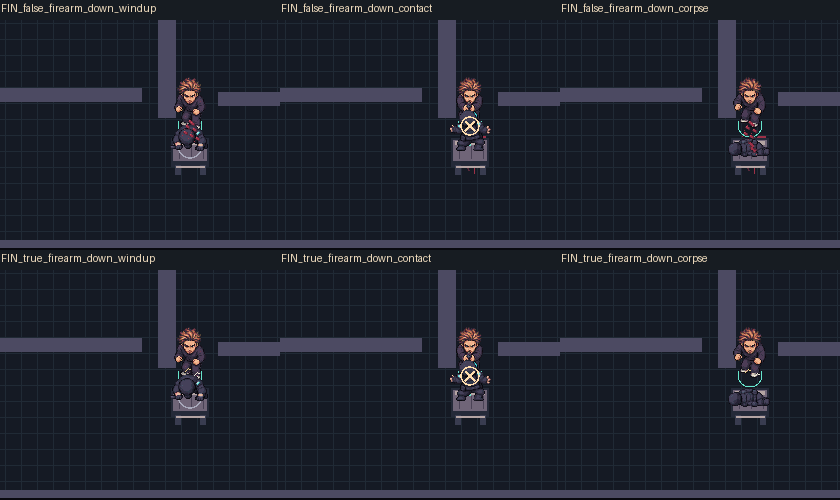 FIN_false_firearm_down_windup
FIN_false_firearm_down_contact
FIN_false_firearm_down_corpse
FIN_true_firearm_down_windup
FIN_true_firearm_down_contact
FIN_true_firearm_down_corpse